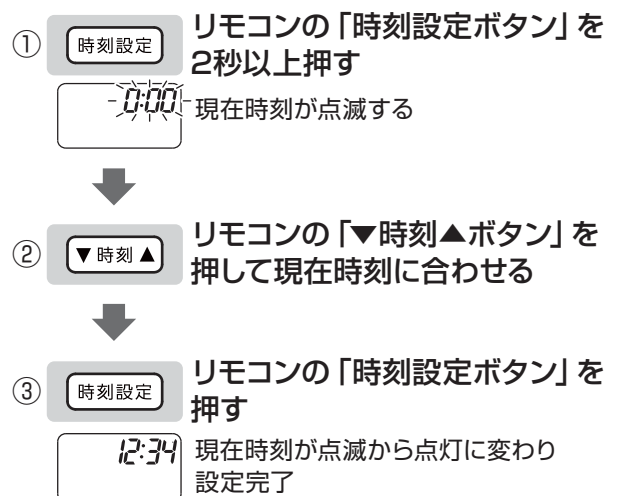 ① 時刻設定 リモコンの「時刻設定ボタン」を
2秒以上押す
0:00 現在時刻が点滅する
② ▼時刻▲ リモコンの「▼時刻▲ボタン」を
押して現在時刻に合わせる
③ 時刻設定 リモコンの「時刻設定ボタン」を
押す
12:34 現在時刻が点滅から点灯に変わり
設定完了